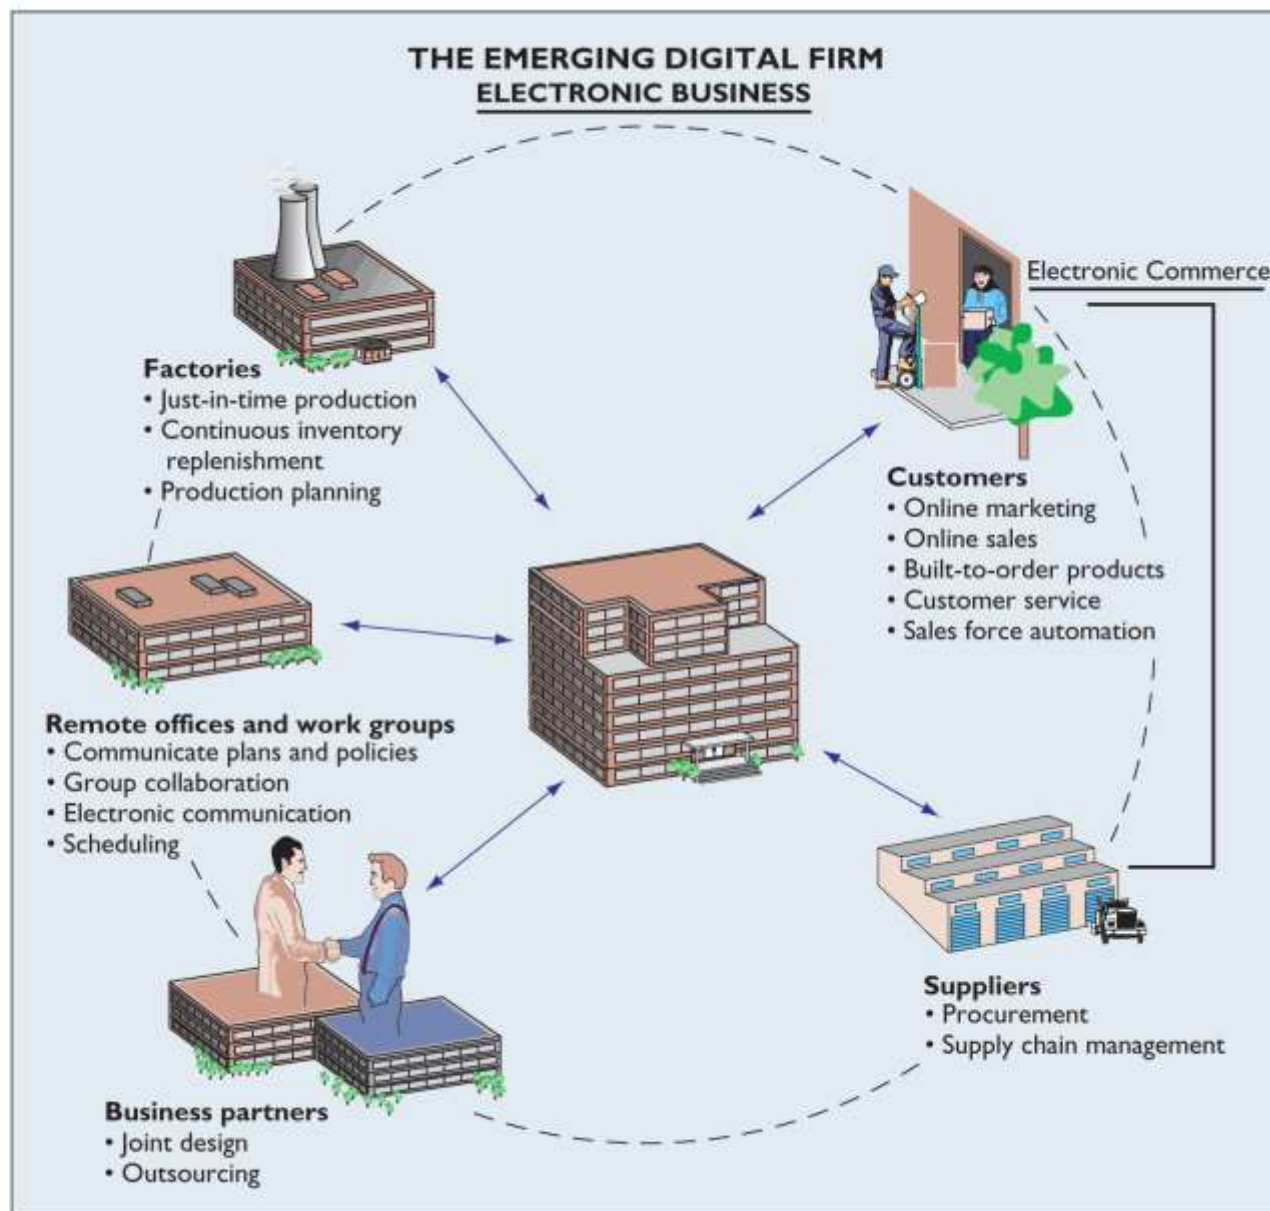 THE EMERGING DIGITAL FIRM
ELECTRONIC BUSINESS
Electronic Commerce
Factories
• Just-in-time production
• Continuous inventory
replenishment
• Production planning
Customers
• Online marketing
• Online sales
• Built-to-order products
• Customer service
• Sales force automation
Remote offices and work groups
• Communicate plans and policies
• Group collaboration
• Electronic communication
• Scheduling
Suppliers
• Procurement
• Supply chain management
Business partners
• Joint design
• Outsourcing